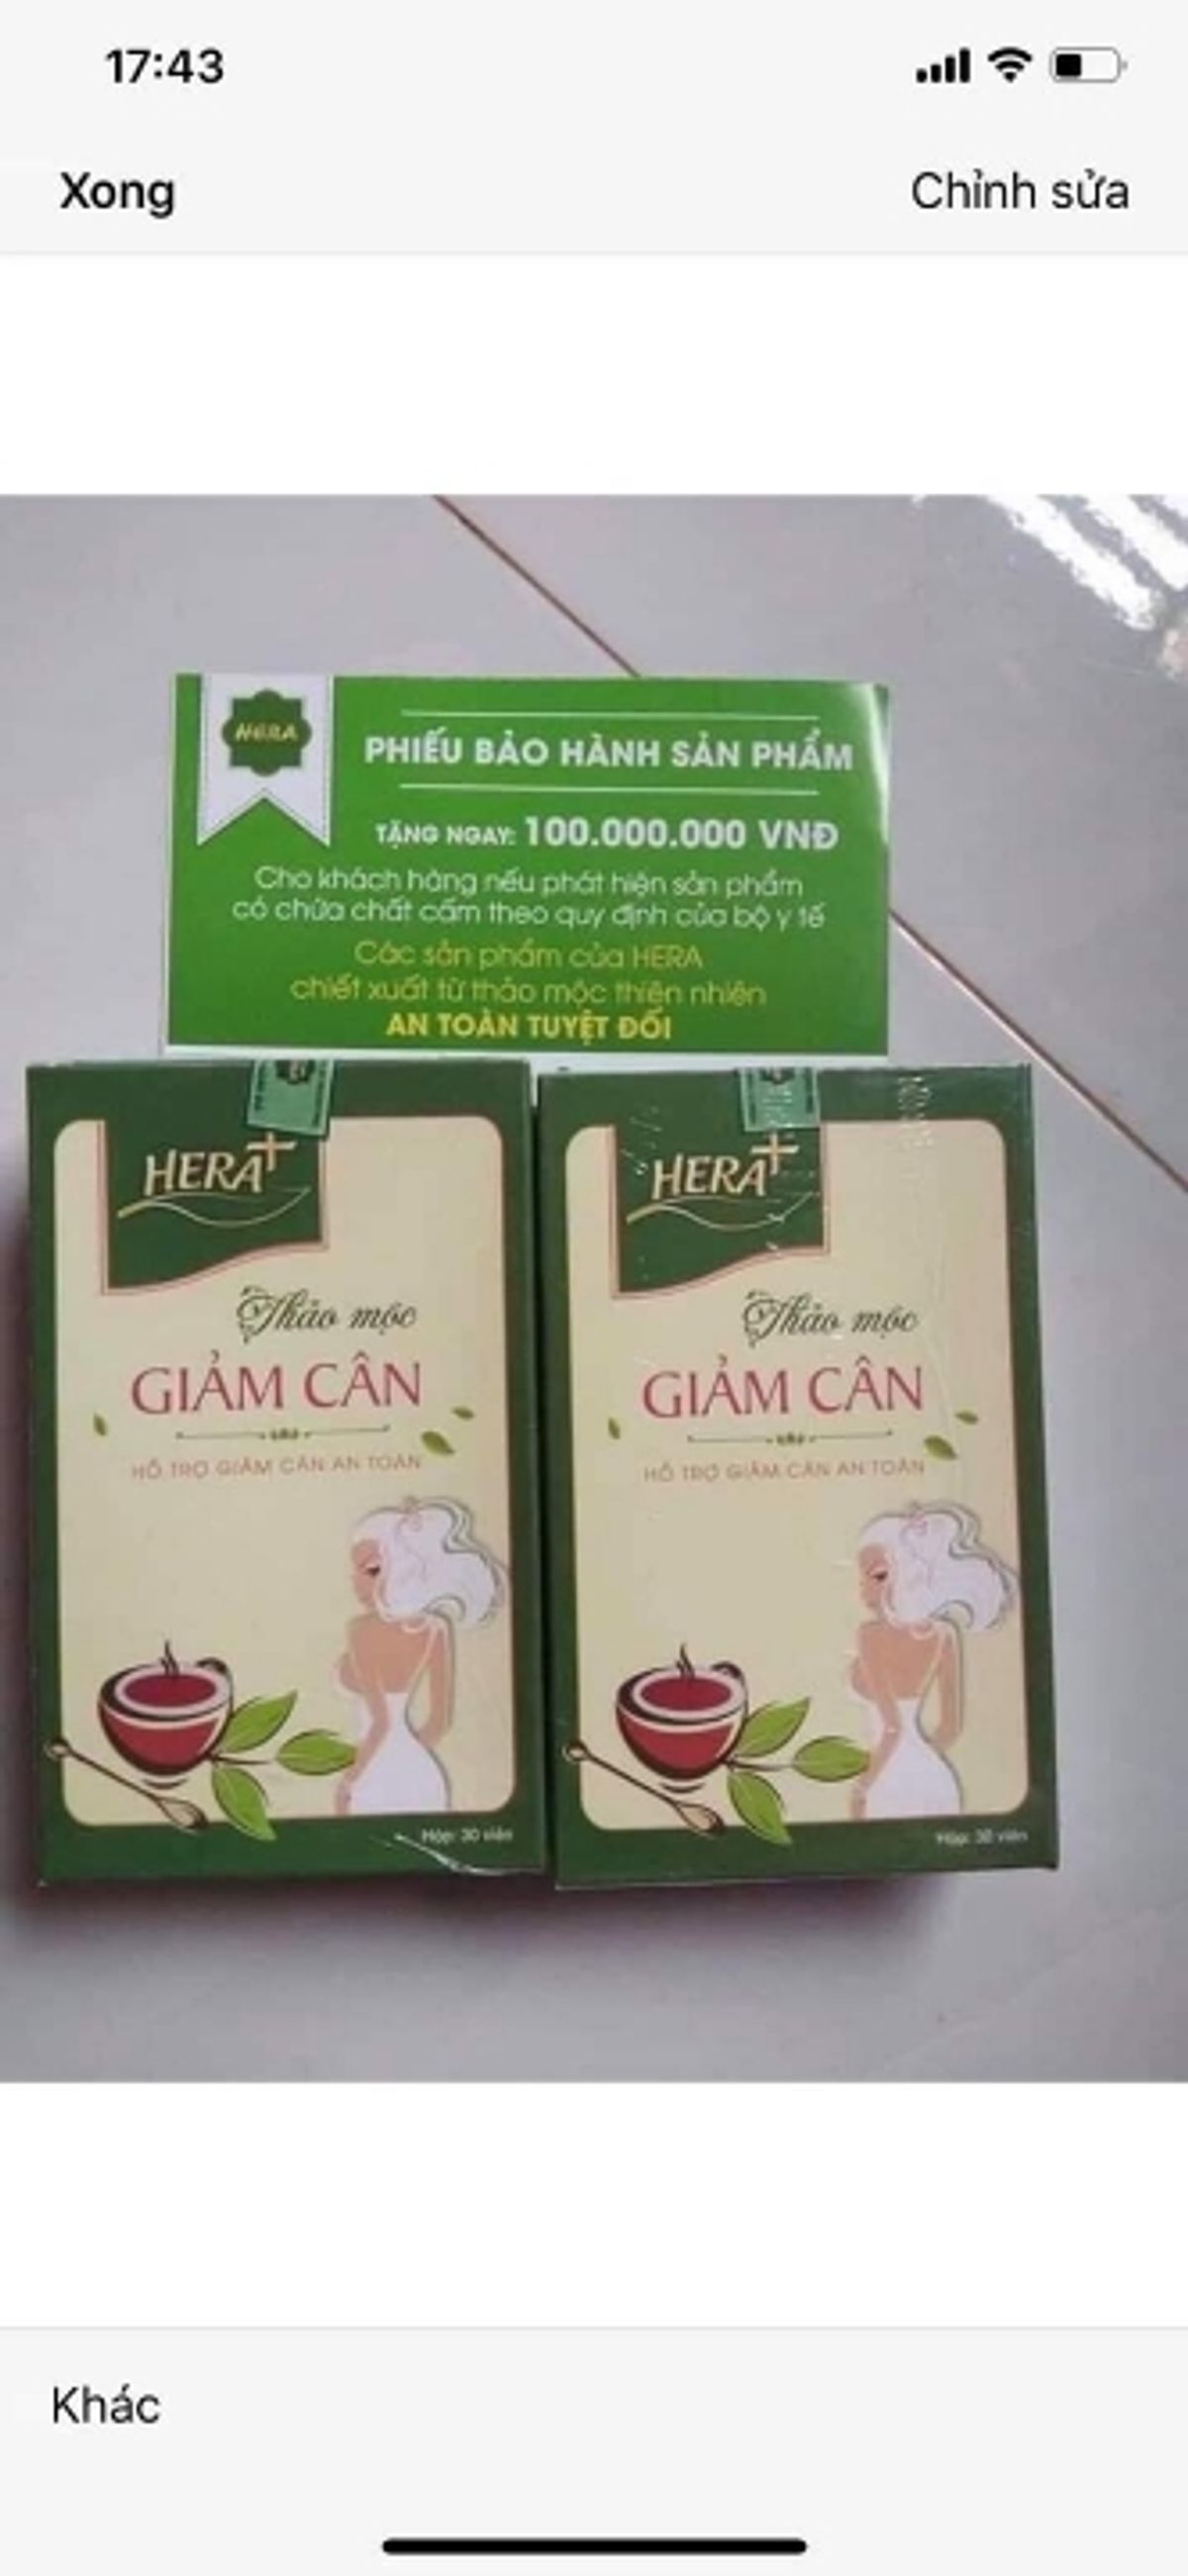 17:43
Xong
Chỉnh sửa
HERA
PHIẾU BẢO HÀNH SẢN PHẨM
TẶNG NGAY: 100.000.000 VNĐ
Cho khách hàng nếu phát hiện sản phẩm
có chứa chất cấm theo quy định của bộ y tế
Các sản phẩm của HERA
chiết xuất từ thảo mộc thiên nhiên
AN TOÀN TUYỆT ĐỐI
HERA+
Thảo mộc
GIẢM CÂN
HỖ TRỢ GIẢM CÂN AN TOÀN
Hộp: 30 viên
HERA+
Thảo mộc
GIẢM CÂN
HỖ TRỢ GIẢM CÂN AN TOÀN
Hộp: 30 viên
Khác